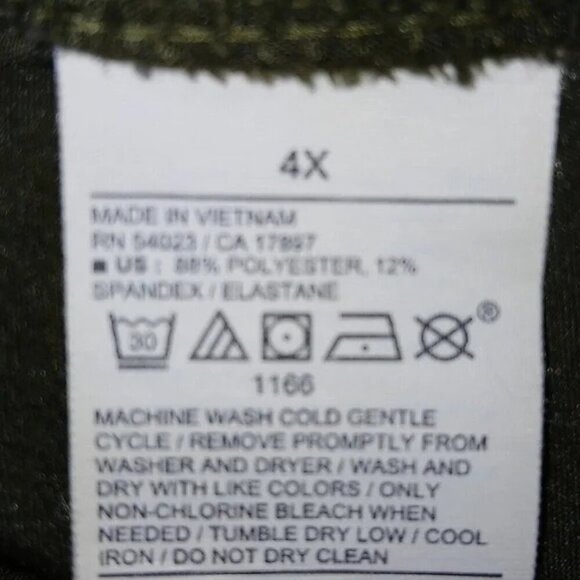 4X
MADE IN VIETNAM
RN 54023 / CA 17897
US : 88% POLYESTER, 12%
SPANDEX / ELASTANE
30
®
1166
MACHINE WASH COLD GENTLE
CYCLE / REMOVE PROMPTLY FROM
WASHER AND DRYER / WASH AND
DRY WITH LIKE COLORS / ONLY
NON-CHLORINE BLEACH WHEN
NEEDED / TUMBLE DRY LOW / COOL
IRON / DO NOT DRY CLEAN